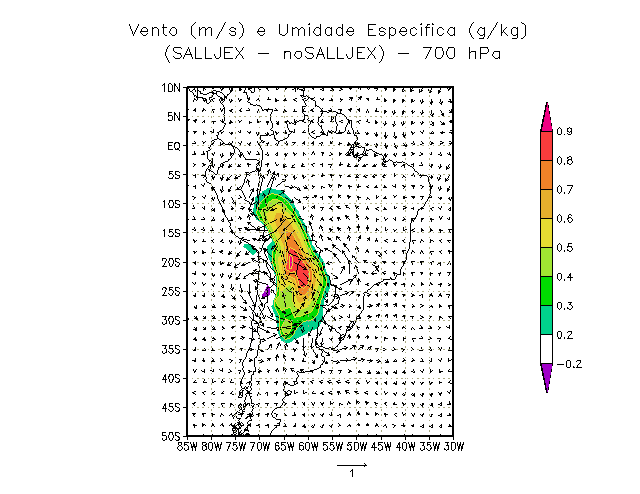 Vento (m/s) e Umidade Especifica (g/kg)
(SALLJEX – noSALLJEX) – 700 hPa
10N
5N
EQ
5S
10S
15S
20S
25S
30S
35S
40S
45S
50S
85W 80W 75W 70W 65W 60W 55W 50W 45W 40W 35W 30W
1
0.9
0.8
0.7
0.6
0.5
0.4
0.3
0.2
-0.2